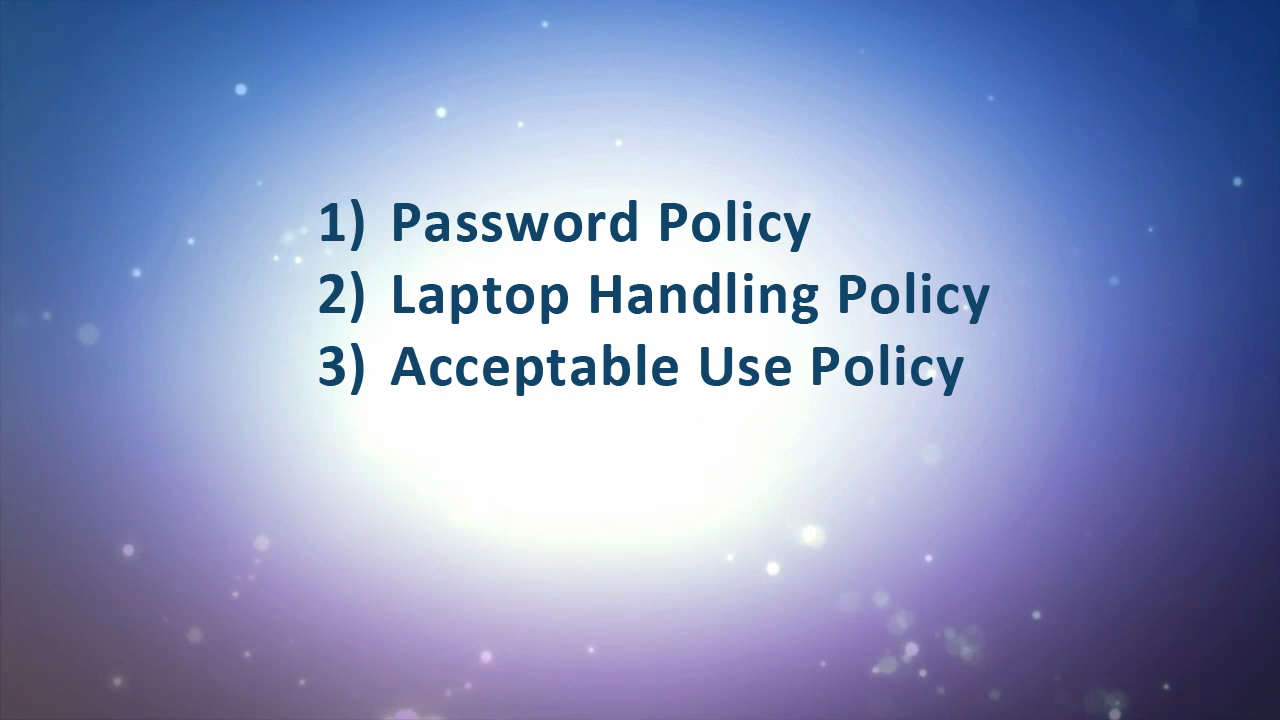 1) Password Policy
2) Laptop Handling Policy
3) Acceptable Use Policy